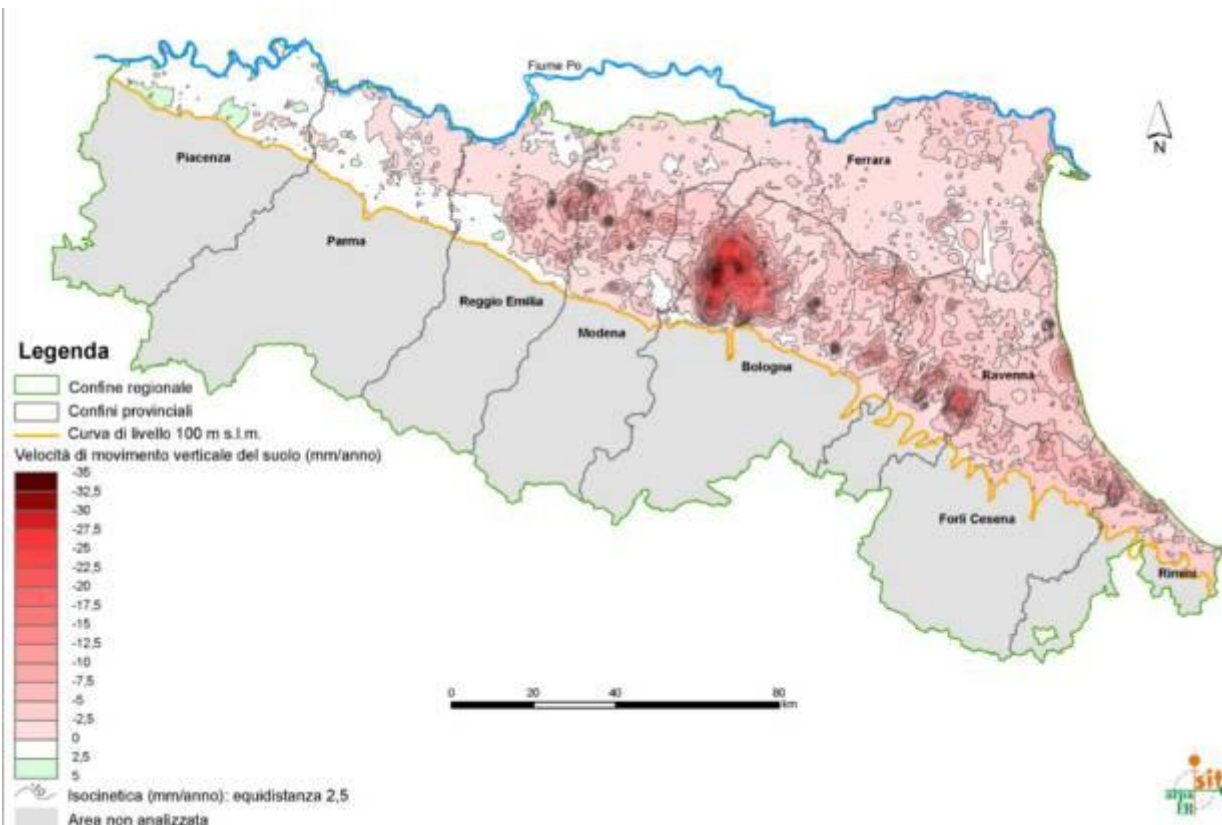 Fiume Po
N
Piacenza
Ferrara
Parma
Reggio Emilia
Modena
Bologna
Ravenna
Forlì Cesena
Rimini
Legenda
Confine regionale
Confini provinciali
Curva di livello 100 m s.l.m.
Velocità di movimento verticale del suolo (mm/anno)
-35
-32,5
-30
-27,5
-25
-22,5
-20
-17,5
-15
-12,5
-10
-5
-2,5
0
2,5
5
Isocinetica (mm/anno): equidistanza 2,5
Area non analizzata
0 20 40 80
km
arpa
ER